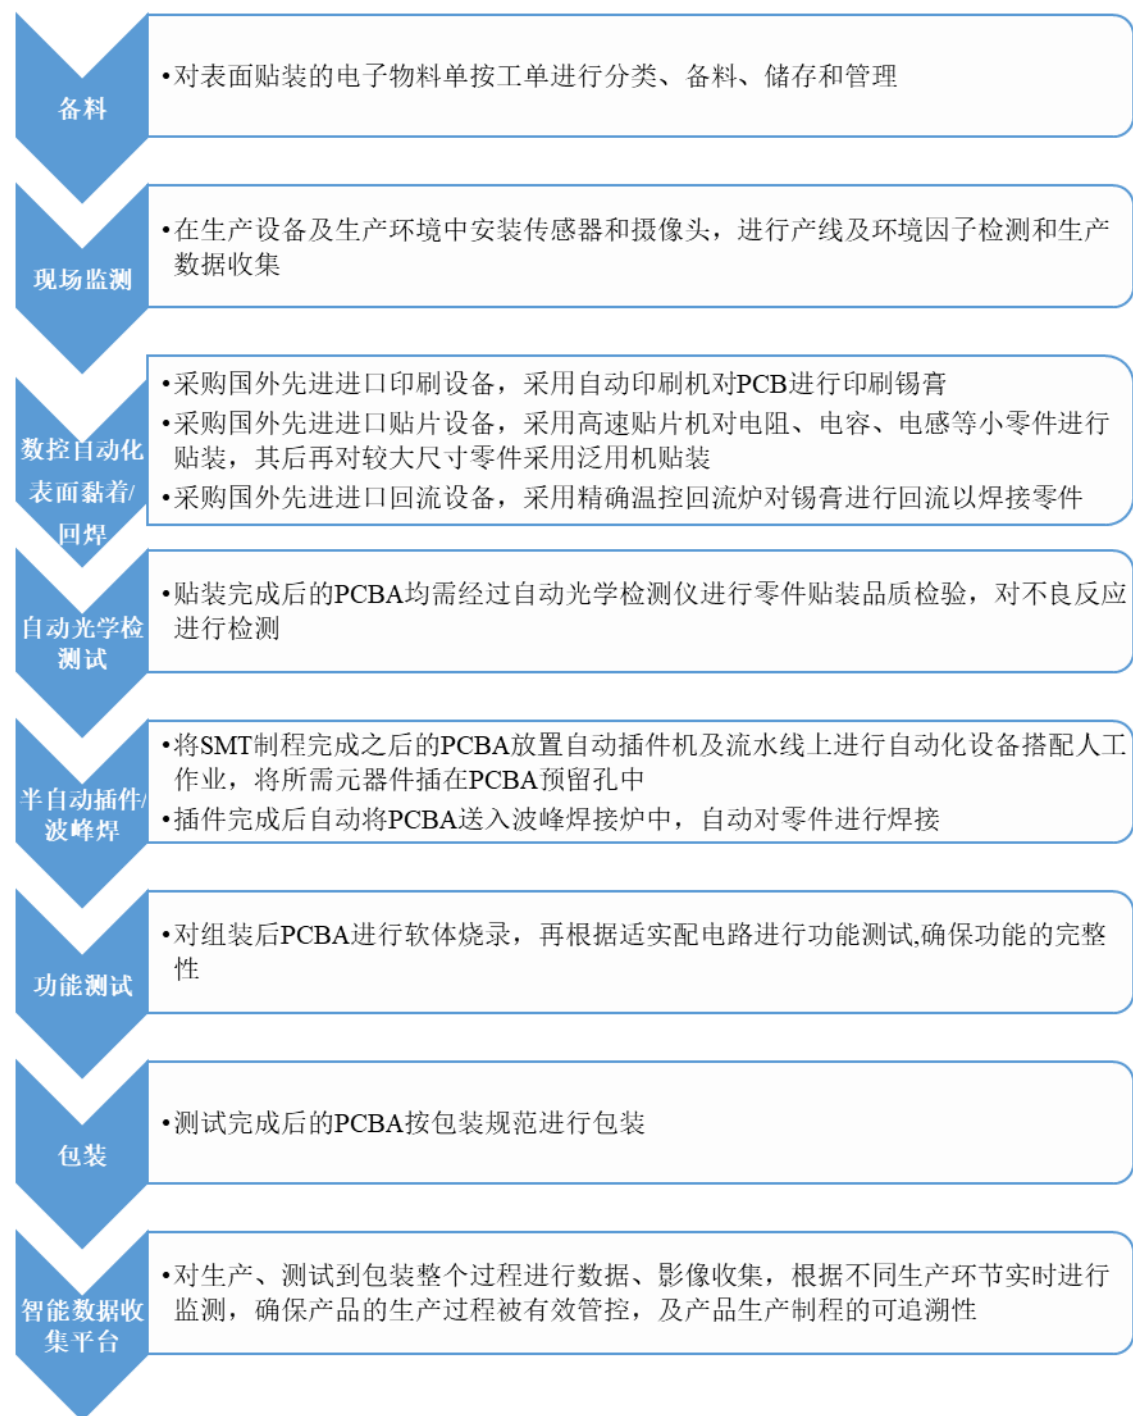 备料
•对表面贴装的电子物料单按工单进行分类、备料、储存和管理
现场监测
•在生产设备及生产环境中安装传感器和摄像头，进行产线及环境因子检测和生产
数据收集
数控自动化
表面黏着/
回焊
•采购国外先进进口印刷设备，采用自动印刷机对PCB进行印刷锡膏
•采购国外先进进口贴片设备，采用高速贴片机对电阻、电容、电感等小零件进行
贴装，其后再对较大尺寸零件采用泛用机贴装
•采购国外先进进口回流设备，采用精确温控回流炉对锡膏进行回流以焊接零件
自动光学检
测试
•贴装完成后的PCBA均需经过自动光学检测仪进行零件贴装品质检验，对不良反应
进行检测
半自动插件/
波峰焊
•将SMT制程完成之后的PCBA放置自动插件机及流水线上进行自动化设备搭配人工
作业，将所需元器件插在PCBA预留孔中
•插件完成后自动将PCBA送入波峰焊接炉中，自动对零件进行焊接
功能测试
•对组装后PCBA进行软体烧录，再根据适实配电路进行功能测试,确保功能的完整
性
包装
•测试完成后的PCBA按包装规范进行包装
智能数据收
集平台
•对生产、测试到包装整个过程进行数据、影像收集，根据不同生产环节实时进行
监测，确保产品的生产过程被有效管控，及产品生产制程的可追溯性